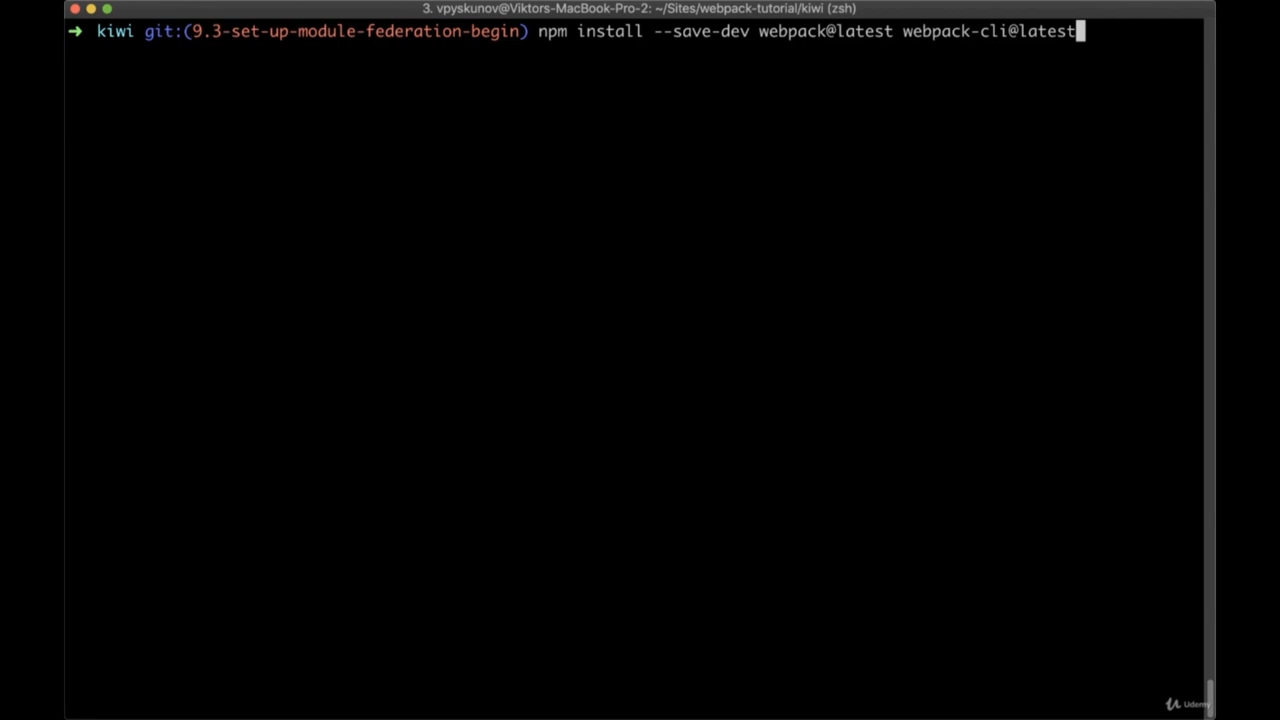 3. vpyskunov@Viktors-MacBook-Pro-2: ~/Sites/webpack-tutorial/kiwi (zsh)
➜ kiwi git:(9.3-set-up-module-federation-begin) npm install --save-dev webpack@latest webpack-cli@latest
Udemy